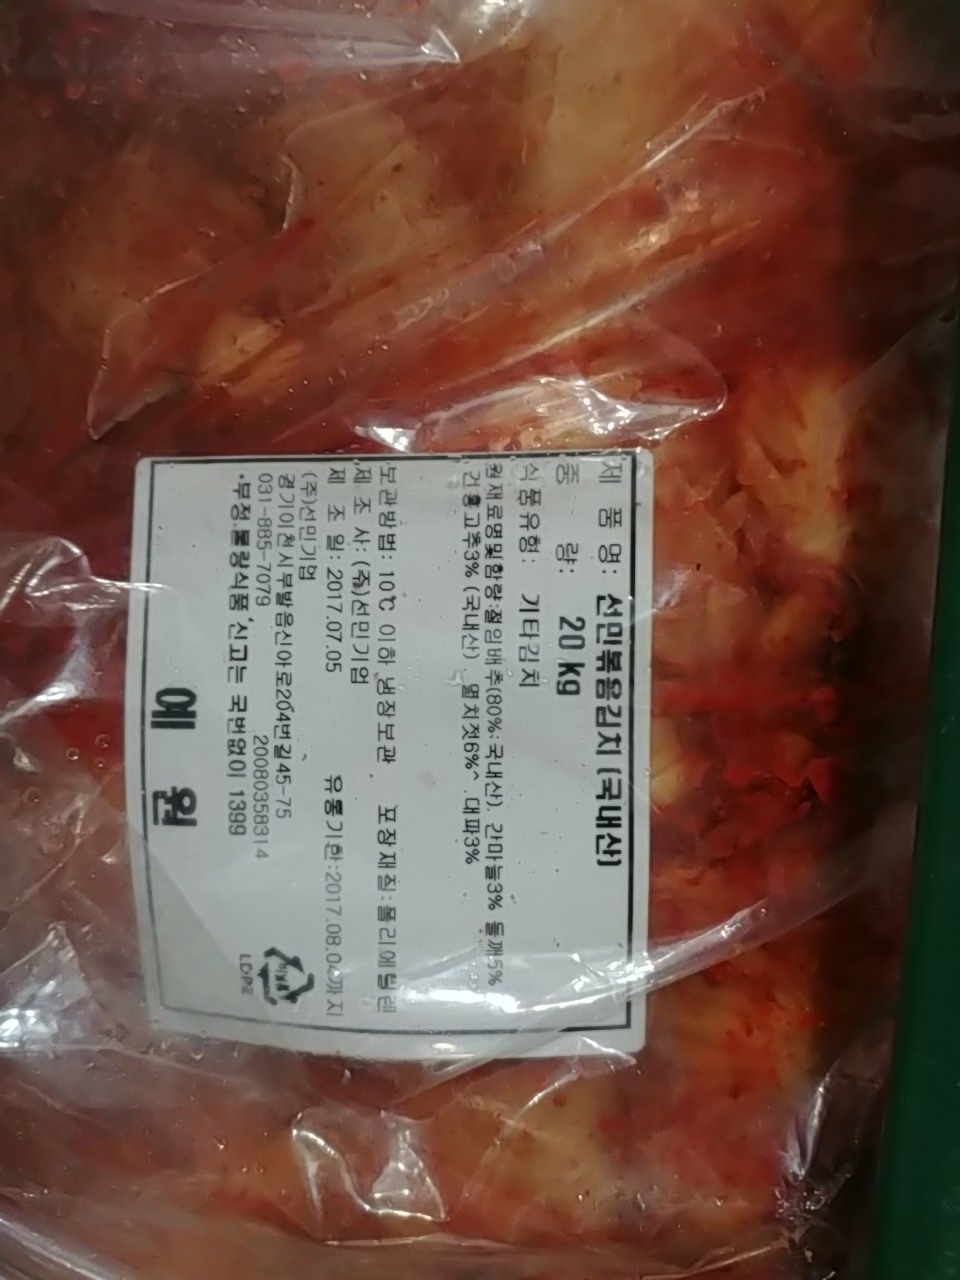 제 품 명: 선민볶음김치 (국내산)
중 량: 20 kg
식품유형: 기타김치
원재료명및함량:절임배추(80%:국내산), 간마늘3% 들깨5%
건홍고추3% (국내산) 멸치젓6%^ 대파3%
보관방법: 10℃ 이하 냉장보관 포장재질:폴리에틸렌
제 조 사: (주)선민기업
제 조 일: 2017.07.05 유통기한:2017.08.04까지
(주)선민기업
경기이천시부발읍신아로204번길45-75
031-885-7079 20080358314
*부정.불량식품,신고는 국번없이 1399
예 원
LDPE